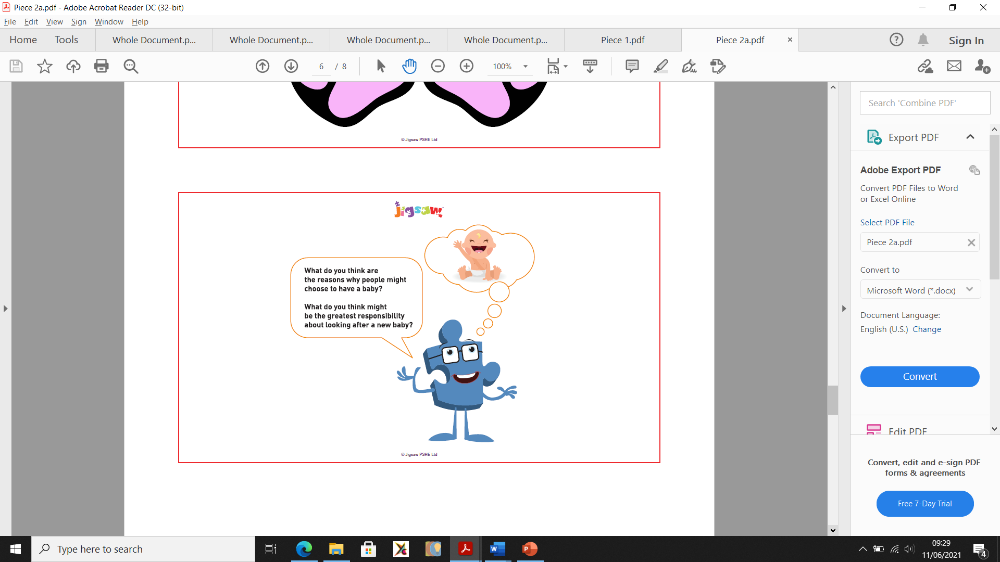 Piece 2a.pdf - Adobe Acrobat Reader DC (32-bit)
File Edit View Sign Window Help
Home Tools Whole Document.p... Whole Document.p... Whole Document.p... Whole Document.p... Piece 1.pdf Piece 2a.pdf Sign In
6 / 8 100%
© Jigsaw PSHE Ltd
jigsaw
What do you think are
the reasons why people might
choose to have a baby?
What do you think might
be the greatest responsibility
about looking after a new baby?
© Jigsaw PSHE Ltd
Search 'Combine PDF'
Export PDF
Adobe Export PDF
Convert PDF Files to Word
or Excel Online
Select PDF File
Piece 2a.pdf
Convert to
Microsoft Word (*.docx)
Document Language:
English (U.S.) Change
Convert
Edit PDF
Convert, edit and e-sign PDF
forms & agreements
Free 7-Day Trial
Type here to search
09:29
11/06/2021
4